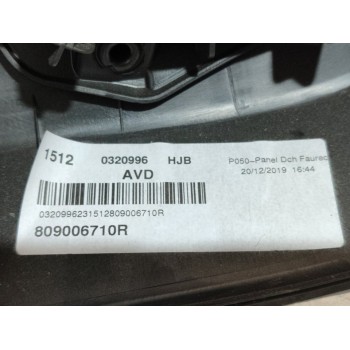 1512 0320996 HJB
AVD
P050-Panel Dch Faurec
20/12/2019 16:44
0320996231512809006710R
809006710R